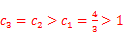 c₃ = c₂ > c₁ = 4/3 > 1